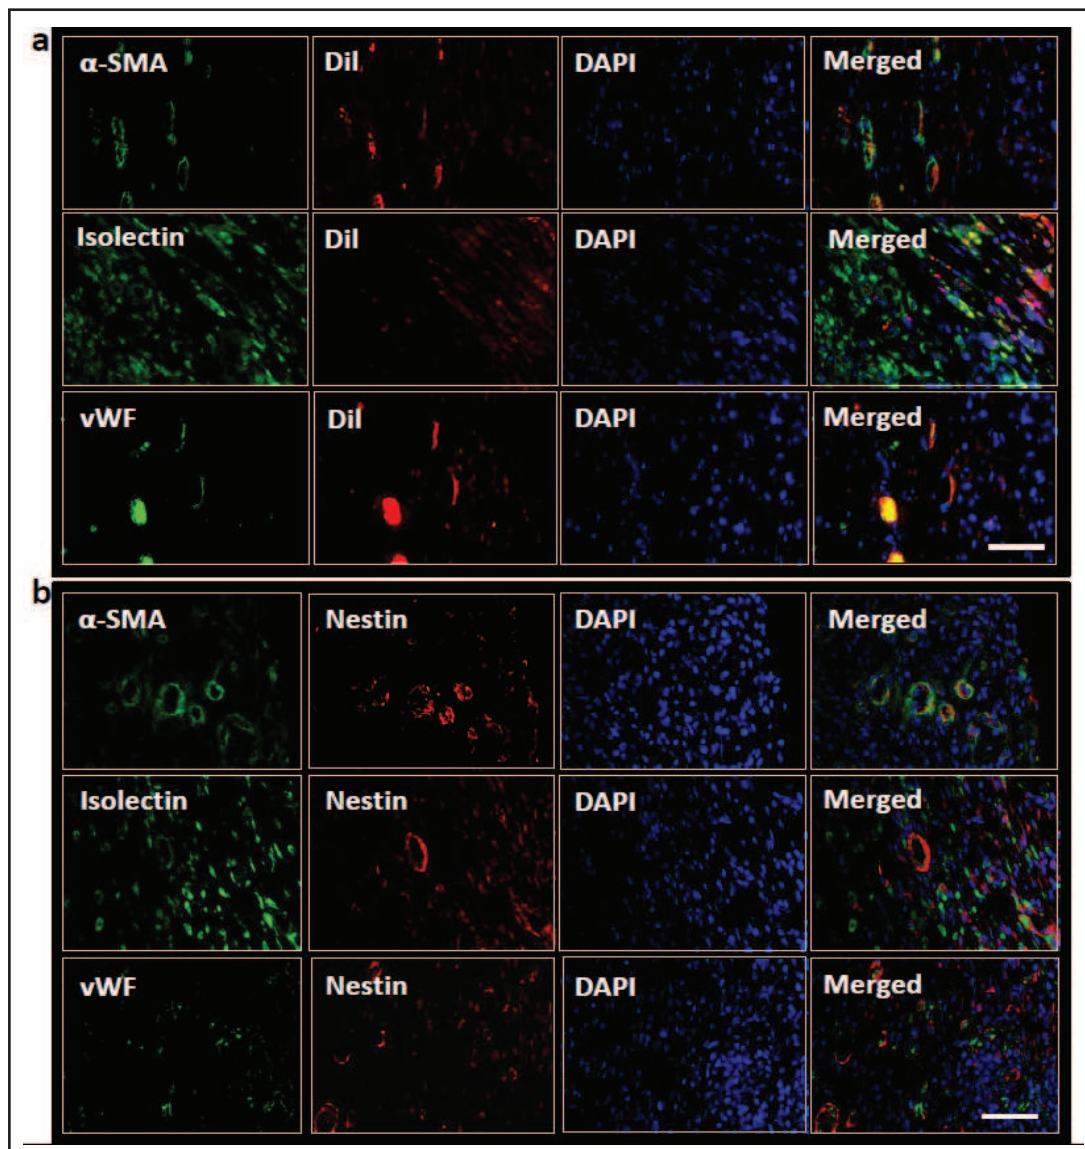 a
α-SMA Dil DAPI Merged
Isolectin Dil DAPI Merged
vWF Dil DAPI Merged
b
α-SMA Nestin DAPI Merged
Isolectin Nestin DAPI Merged
vWF Nestin DAPI Merged